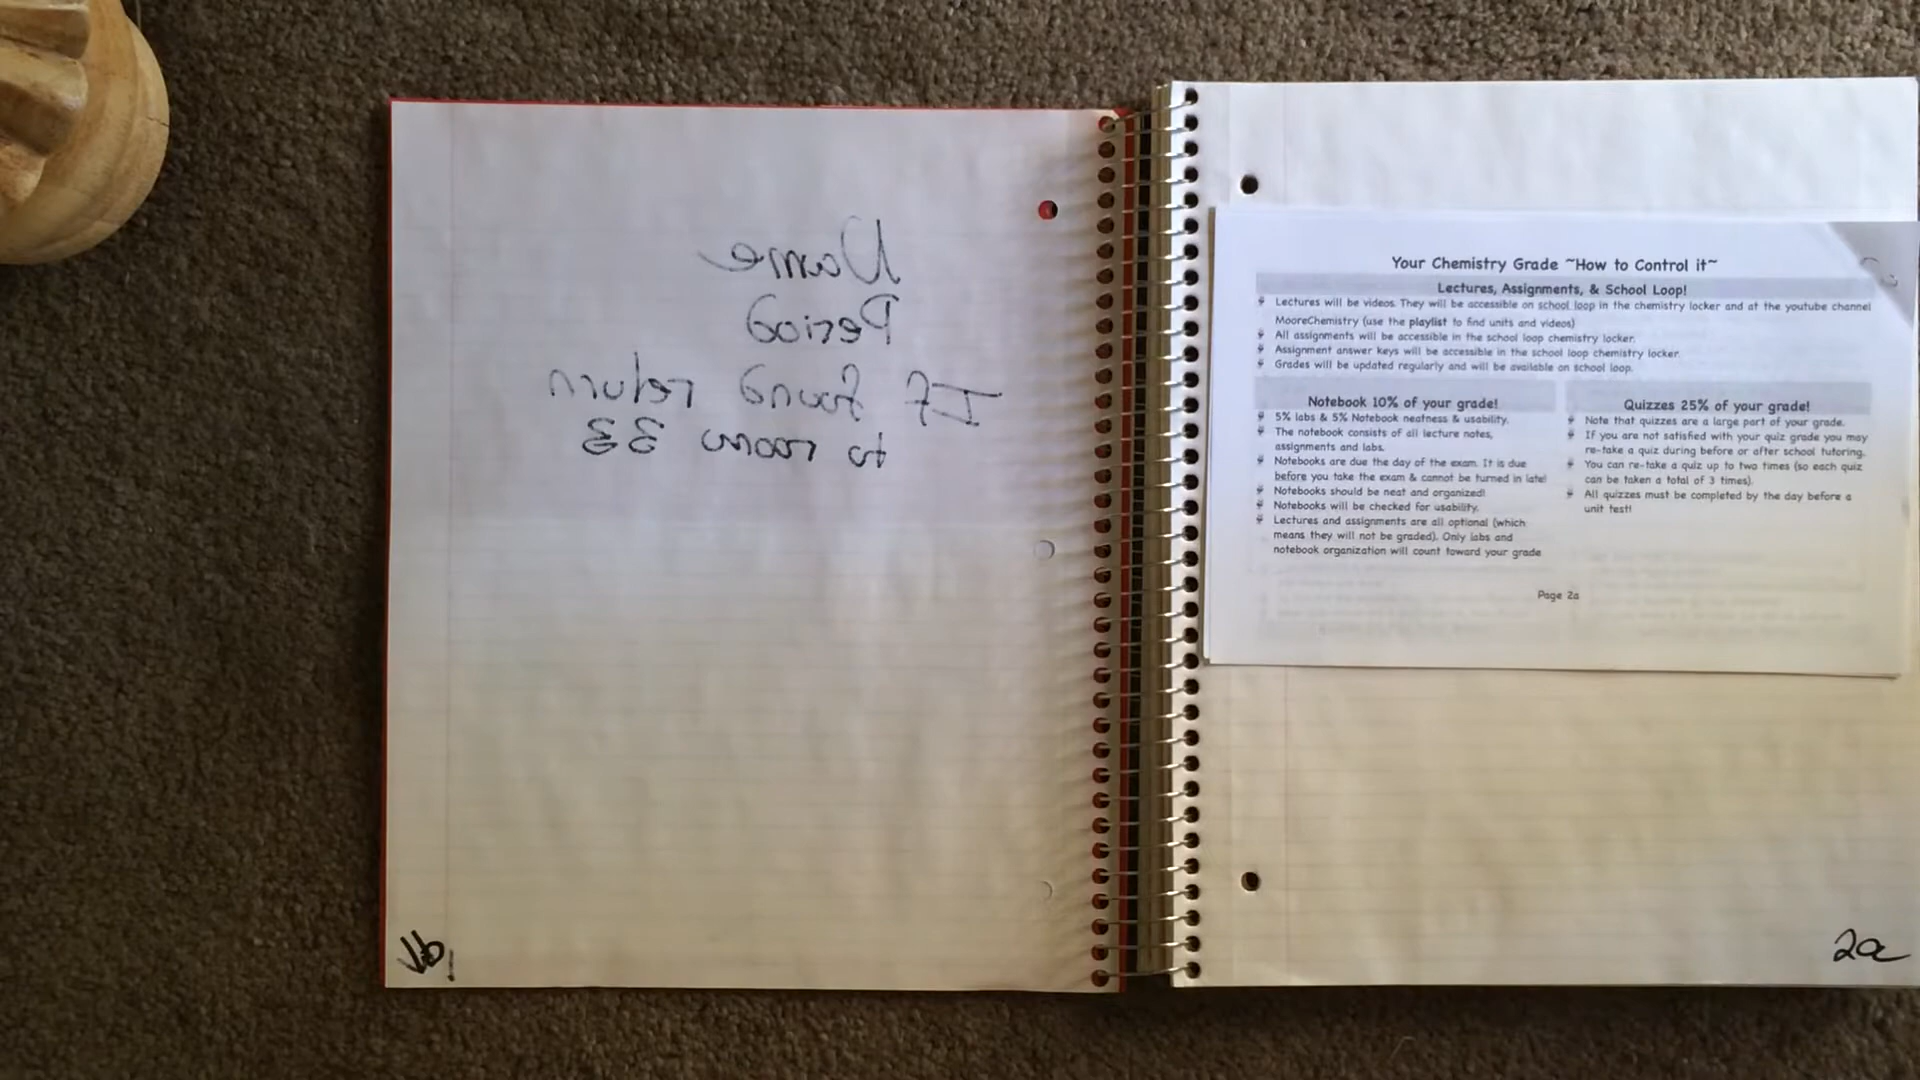 Name
Period
If found return
to room 33
1b
Your Chemistry Grade ~How to Control it~
Lectures, Assignments, & School Loop!
Lectures will be videos. They will be accessible on school loop in the chemistry locker and at the youtube channel
MooreChemistry (use the playlist to find units and videos)
All assignments will be accessible in the school loop chemistry locker.
Assignment answer keys will be accessible in the school loop chemistry locker.
Grades will be updated regularly and will be available on school loop.
Notebook 10% of your grade!
5% labs & 5% Notebook neatness & usability.
The notebook consists of all lecture notes,
assignments and labs.
Notebooks are due the day of the exam. It is due
before you take the exam & cannot be turned in late!
Notebooks should be neat and organized!
Notebooks will be checked for usability.
Lectures and assignments are all optional (which
means they will not be graded). Only labs and
notebook organization will count toward your grade
Quizzes 25% of your grade!
Note that quizzes are a large part of your grade.
If you are not satisfied with your quiz grade you may
re-take a quiz during before or after school tutoring.
You can re-take a quiz up to two times (so each quiz
can be taken a total of 3 times).
All quizzes must be completed by the day before a
unit test!
Page 2a
2a